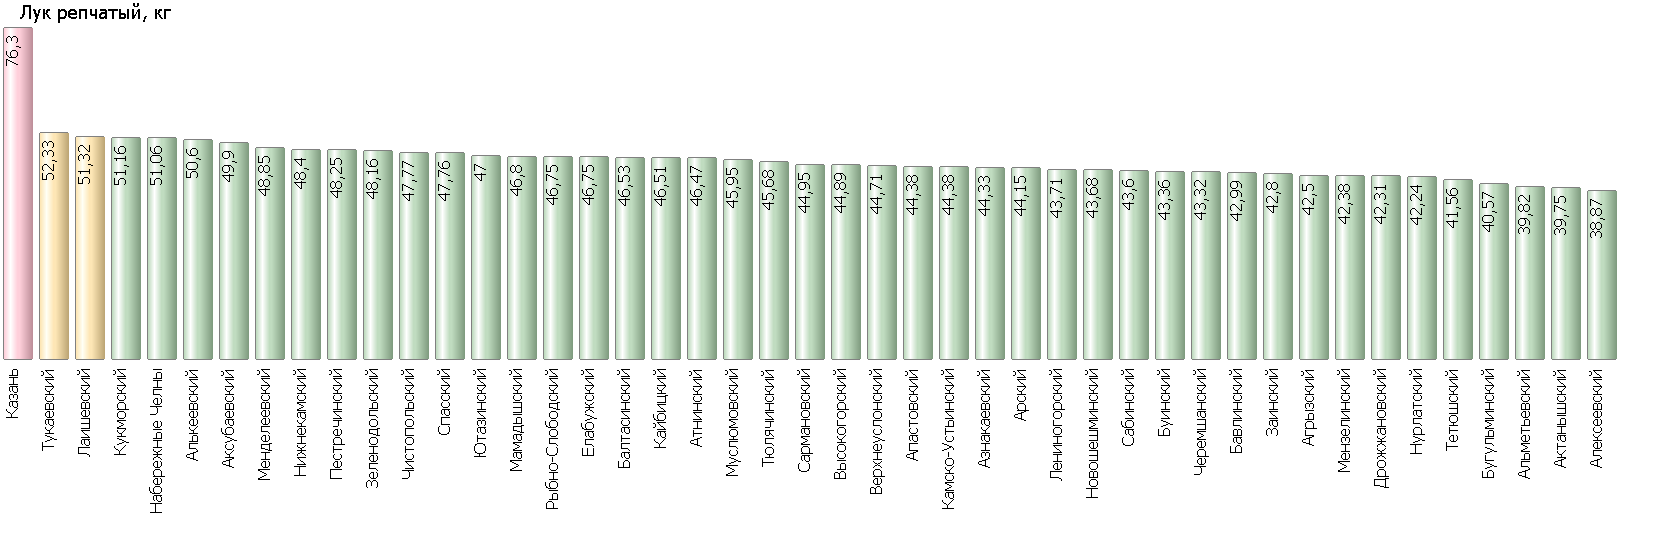 Лук репчатый, кг
76,3
52,33
51,32
51,16
51,06
50,6
49,9
48,85
48,4
48,25
48,16
47,77
47,76
47
46,8
46,75
46,75
46,53
46,51
46,47
45,95
45,68
44,95
44,89
44,71
44,38
44,38
44,33
44,15
43,71
43,68
43,6
43,36
43,32
42,99
42,8
42,5
42,38
42,31
42,24
41,56
40,57
39,82
39,75
38,87
Казань
Тукаевский
Лаишевский
Кукморский
Набережные Челны
Алькеевский
Аксубаевский
Менделеевский
Нижнекамский
Пестречинский
Зеленодольский
Чистопольский
Спасский
Ютазинский
Мамадышский
Рыбно-Слободский
Елабужский
Балтасинский
Кайбицкий
Атнинский
Муслюмовский
Тюлячинский
Сармановский
Высокогорский
Верхнеуслонский
Апастовский
Камско-Устьинский
Азнакаевский
Арский
Лениногорский
Новошешминский
Сабинский
Буинский
Черемшанский
Бавлинский
Заинский
Агрызский
Мензелинский
Дрожжановский
Нурлатский
Тетюшский
Бугульминский
Альметьевский
Актанышский
Алексеевский